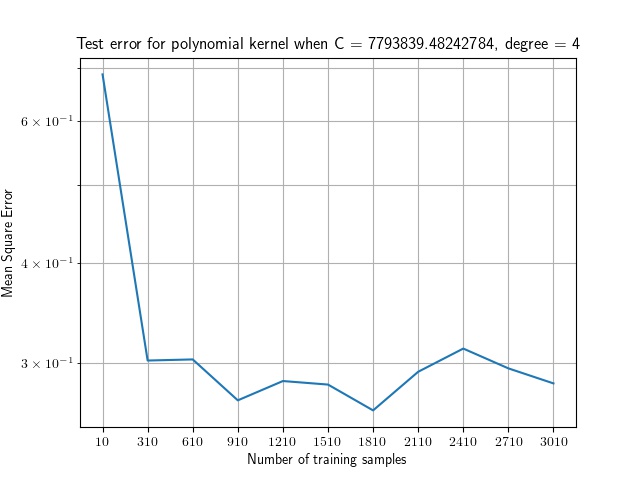 Test error for polynomial kernel when C = 7793839.48242784, degree = 4
Mean Square Error
6 × 10⁻¹
4 × 10⁻¹
3 × 10⁻¹
10 310 610 910 1210 1510 1810 2110 2410 2710 3010
Number of training samples